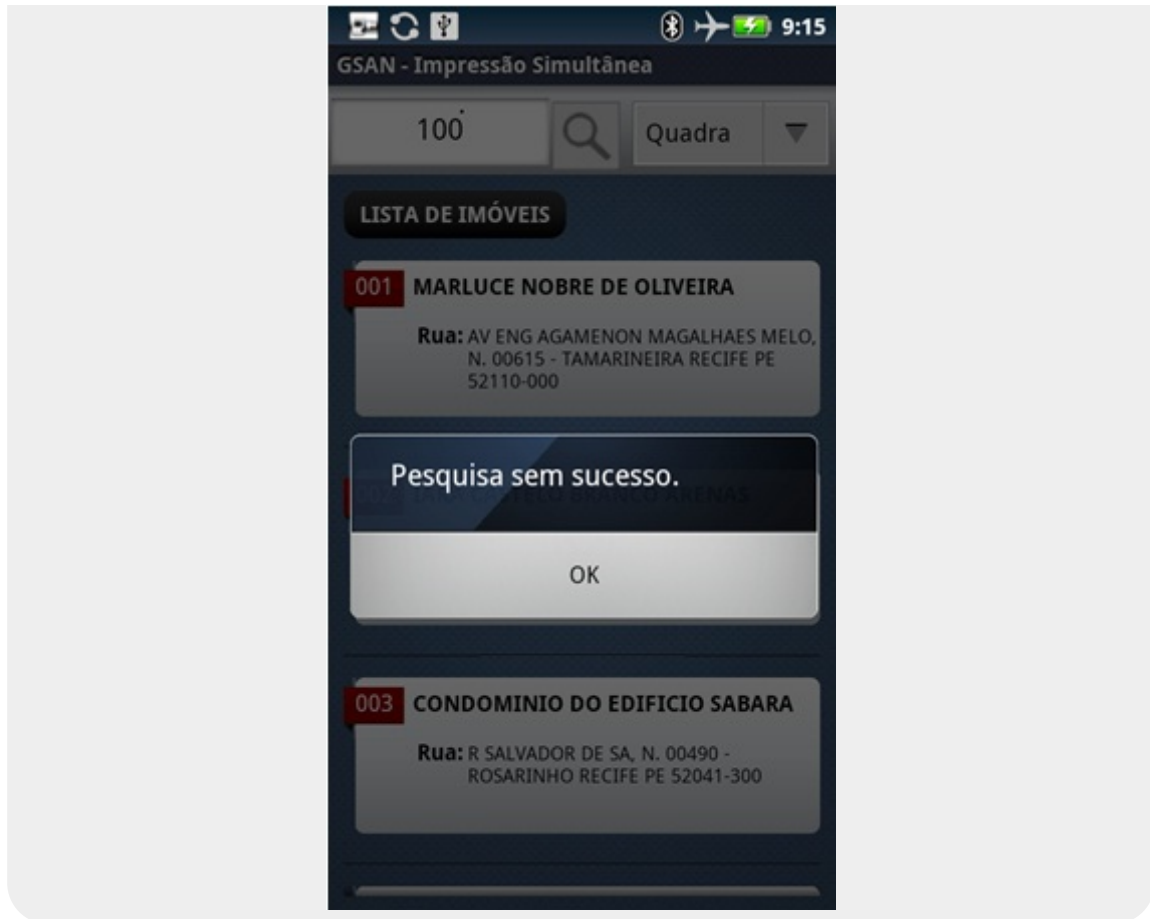 9:15
GSAN - Impressão Simultânea
100
Quadra
LISTA DE IMÓVEIS
001 MARLUCE NOBRE DE OLIVEIRA
Rua: AV ENG AGAMENON MAGALHAES MELO,
N. 00615 - TAMARINEIRA RECIFE PE
52110-000
Pesquisa sem sucesso.
OK
003 CONDOMINIO DO EDIFICIO SABARA
Rua: R SALVADOR DE SA, N. 00490 -
ROSARINHO RECIFE PE 52041-300